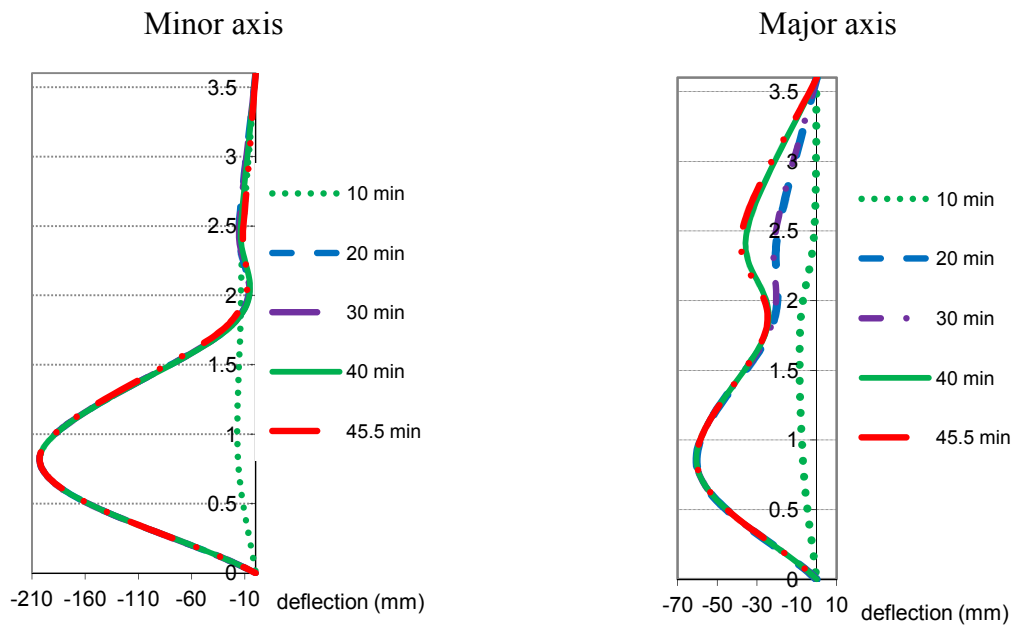 Minor axis
3.5
3
2.5
2
1.5
1
0.5
0
-210 -160 -110 -60 -10
deflection (mm)
10 min
20 min
30 min
40 min
45.5 min
Major axis
3.5
3
2.5
2
1.5
1
0.5
0
-70 -50 -30 -10 10
deflection (mm)
10 min
20 min
30 min
40 min
45.5 min